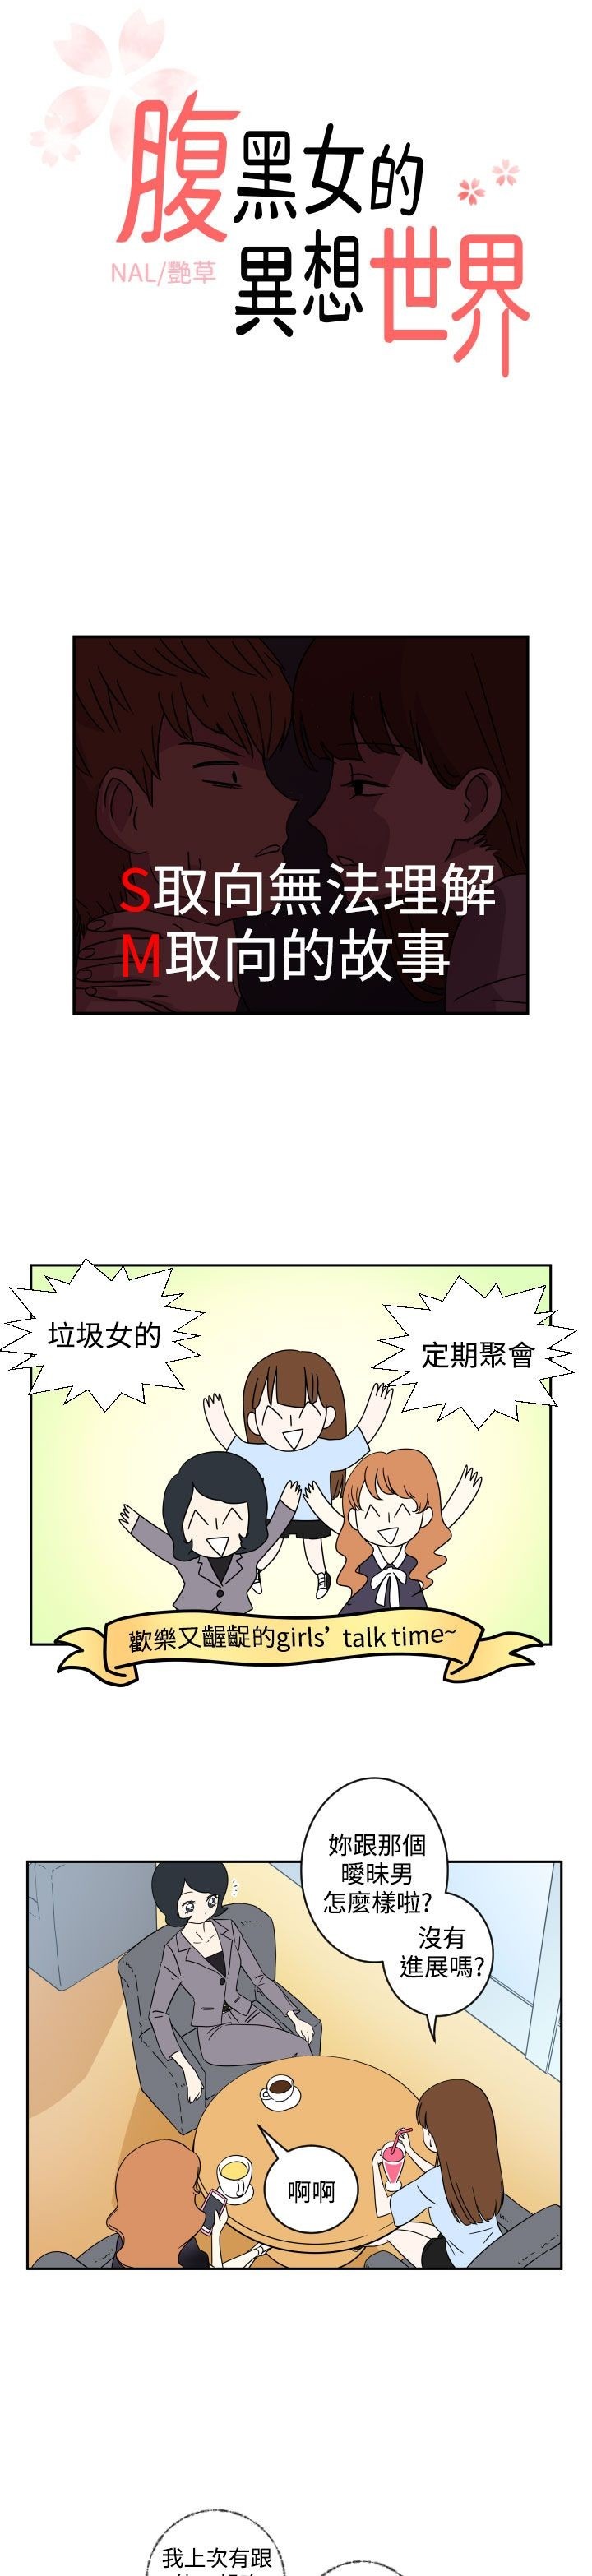 腹黑女的
異想世界
NAL/艷草
S取向無法理解
M取向的故事
垃圾女的
定期聚會
歡樂又齷齪的girls’ talk time~
妳跟那個
曖昧男
怎麼樣啦?
沒有
進展嗎?
啊啊
我上次有跟